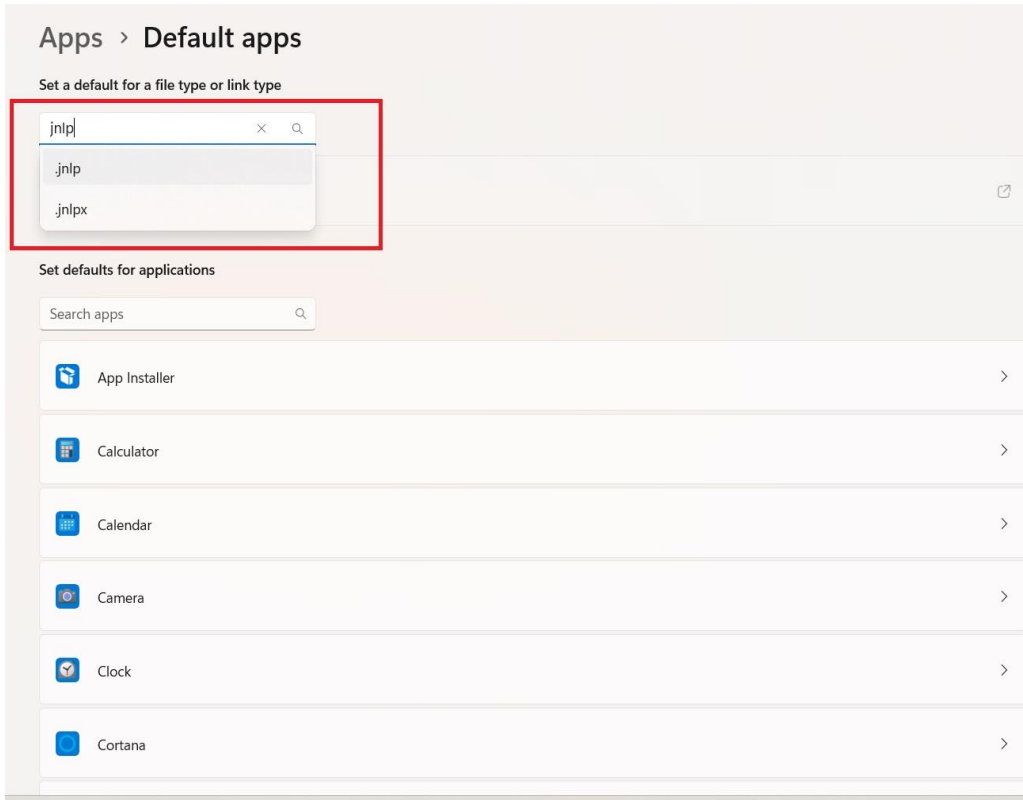 Apps > Default apps
Set a default for a file type or link type
jnlp
.jnlp
.jnlpx
Set defaults for applications
Search apps
App Installer
Calculator
Calendar
Camera
Clock
Cortana